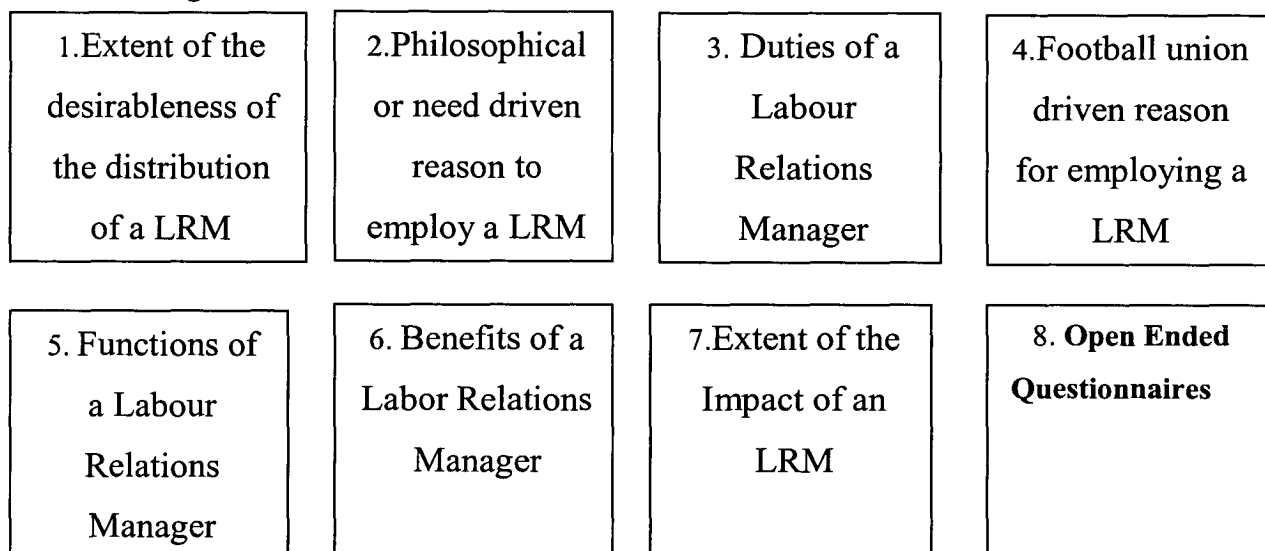 1.Extent of the
desirableness of
the distribution
of a LRM
2.Philosophical
or need driven
reason to
employ a LRM
3. Duties of a
Labour
Relations
Manager
4.Football union
driven reason
for employing a
LRM
5. Functions of
a Labour
Relations
Manager
6. Benefits of a
Labor Relations
Manager
7.Extent of the
Impact of an
LRM
8. Open Ended
Questionnaires